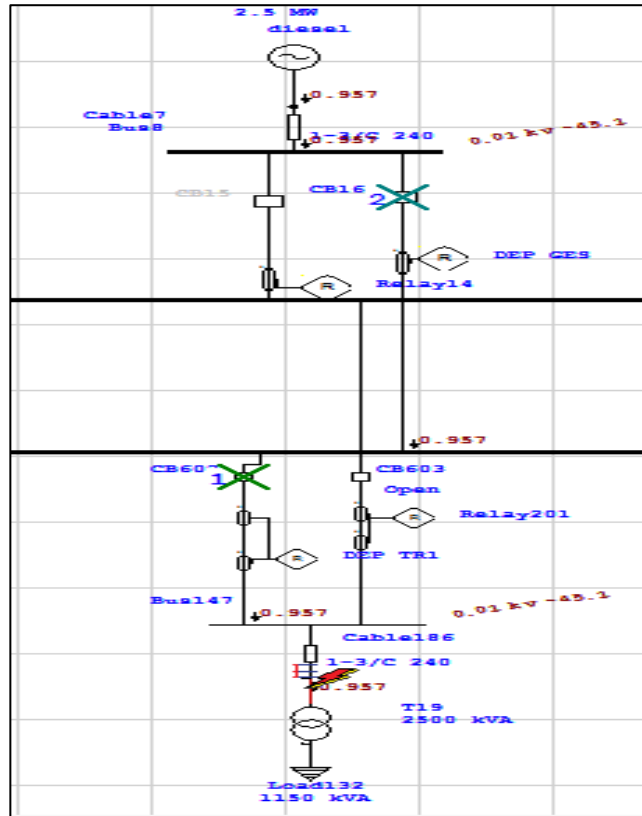 2.5 MW
diesel
0.957
Cable7
Bus8
1-3/C 240
0.957
0.01 kV -45.1
CB15
CB16
2
R
DEP GES
R
Relay14
0.957
CB603
1
Open
R
Relay201
R
DEP TR1
Bus147
0.957
0.01 kV -45.1
Cable186
1-3/C 240
0.957
T19
2500 kVA
Load132
1150 kVA